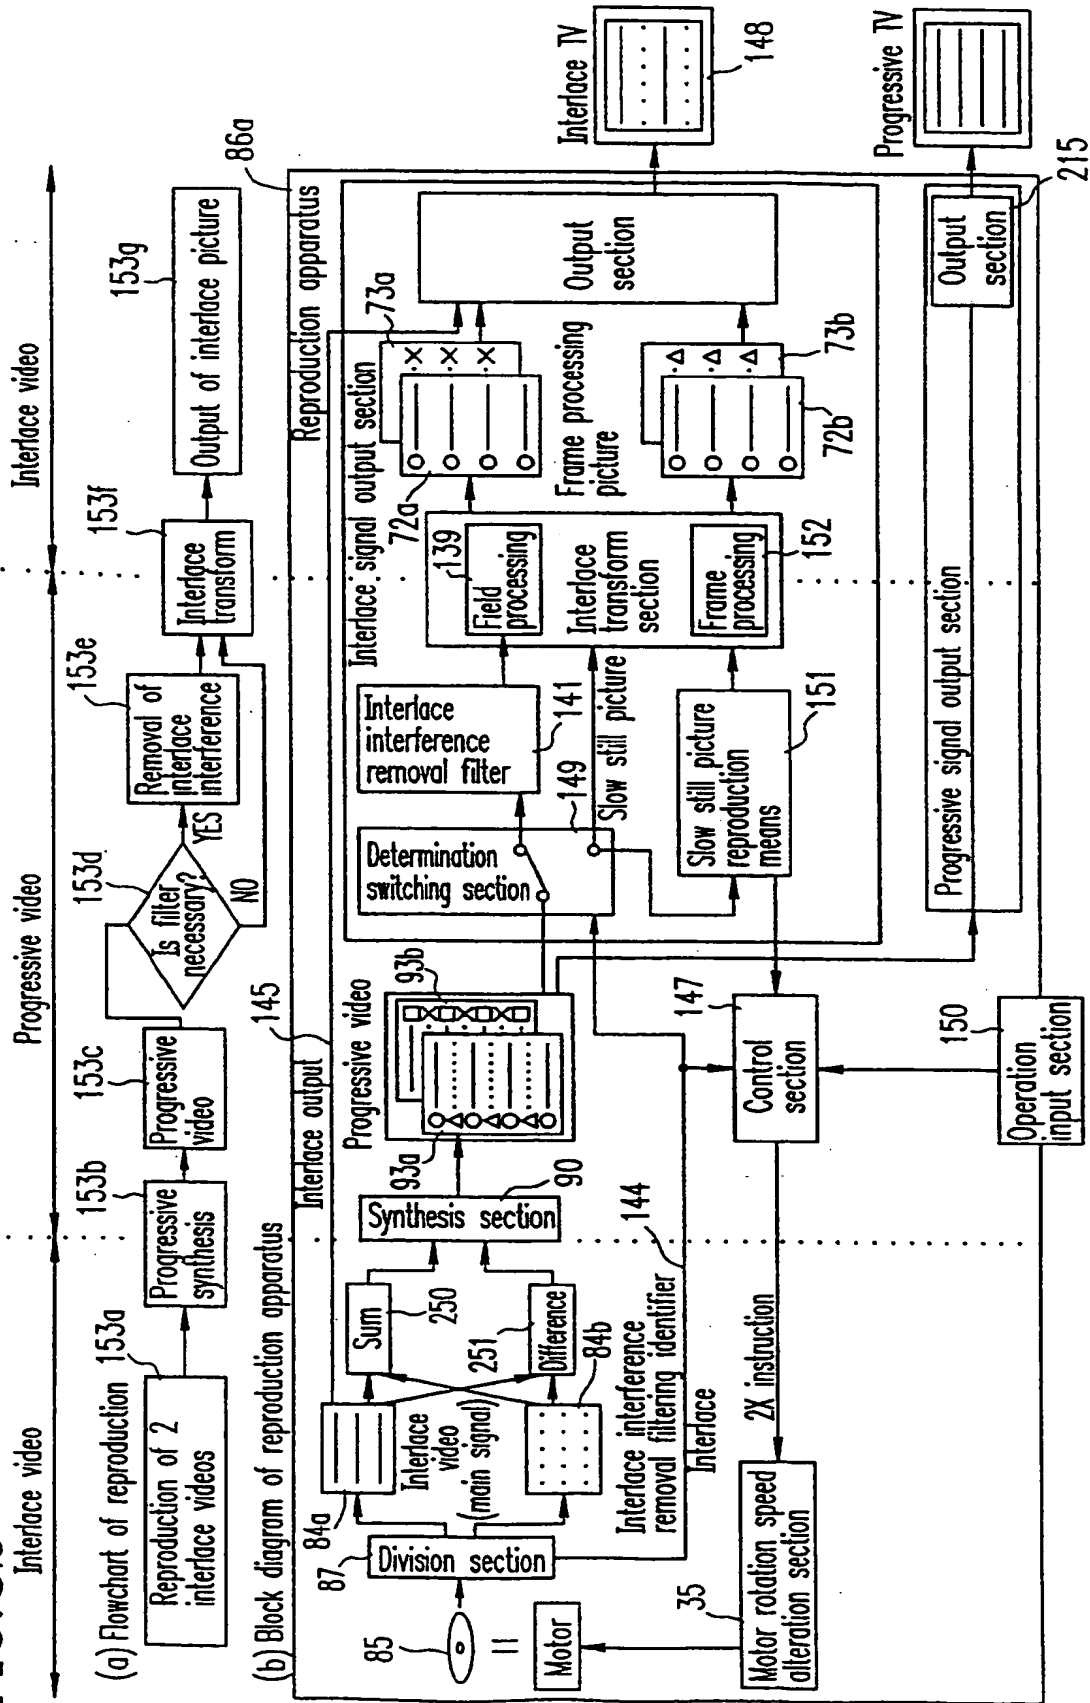 Interlace video
Progressive video
Interlace video
(a) Flowchart of reproduction
153a
Reproduction of 2
interlace videos
153b
Progressive
synthesis
153c
Progressive
video
153d
Is filter
necessary?
YES
NO
153e
Removal of
interlace
interference
153f
Interlace
transform
153g
Output of interlace picture
(b) Block diagram of reproduction apparatus
Interlace output
145
Reproduction apparatus
86a
85
Motor
87
Division section
84a
Interlace
video
(main signal)
84b
Sum
250
251
Difference
Synthesis section
90
Progressive video
93a
93b
Interlace signal output section
Determination
switching section
149
Interlace
interference
removal filter
141
Slow still picture
Slow still picture
reproduction
means
151
139
Field
processing
Interlace
transform
section
Frame
processing
152
72a
73a
Frame processing
picture
72b
73b
Output
section
Interlace TV
148
Interlace interference
removal filtering identifier
144
Interlace
35
Motor rotation speed
alteration section
2X instruction
147
Control
section
150
Operation
input section
Progressive signal output section
Output
section
215
Progressive TV